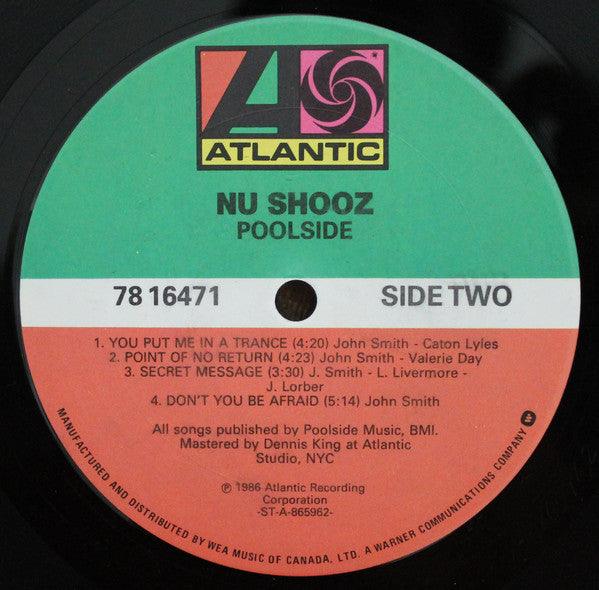 ATLANTIC
NU SHOOZ
POOLSIDE
78 16471 SIDE TWO
1. YOU PUT ME IN A TRANCE (4:20) John Smith - Caton Lyles
2. POINT OF NO RETURN (4:23) John Smith - Valerie Day
3. SECRET MESSAGE (3:30) J. Smith - L. Livermore -
J. Lorber
4. DON'T YOU BE AFRAID (5:14) John Smith
All songs published by Poolside Music, BMI.
Mastered by Dennis King at Atlantic
Studio, NYC
℗ 1986 Atlantic Recording
Corporation
-ST-A-865962-
MANUFACTURED AND DISTRIBUTED BY WEA MUSIC OF CANADA, LTD. A WARNER COMMUNICATIONS COMPANY